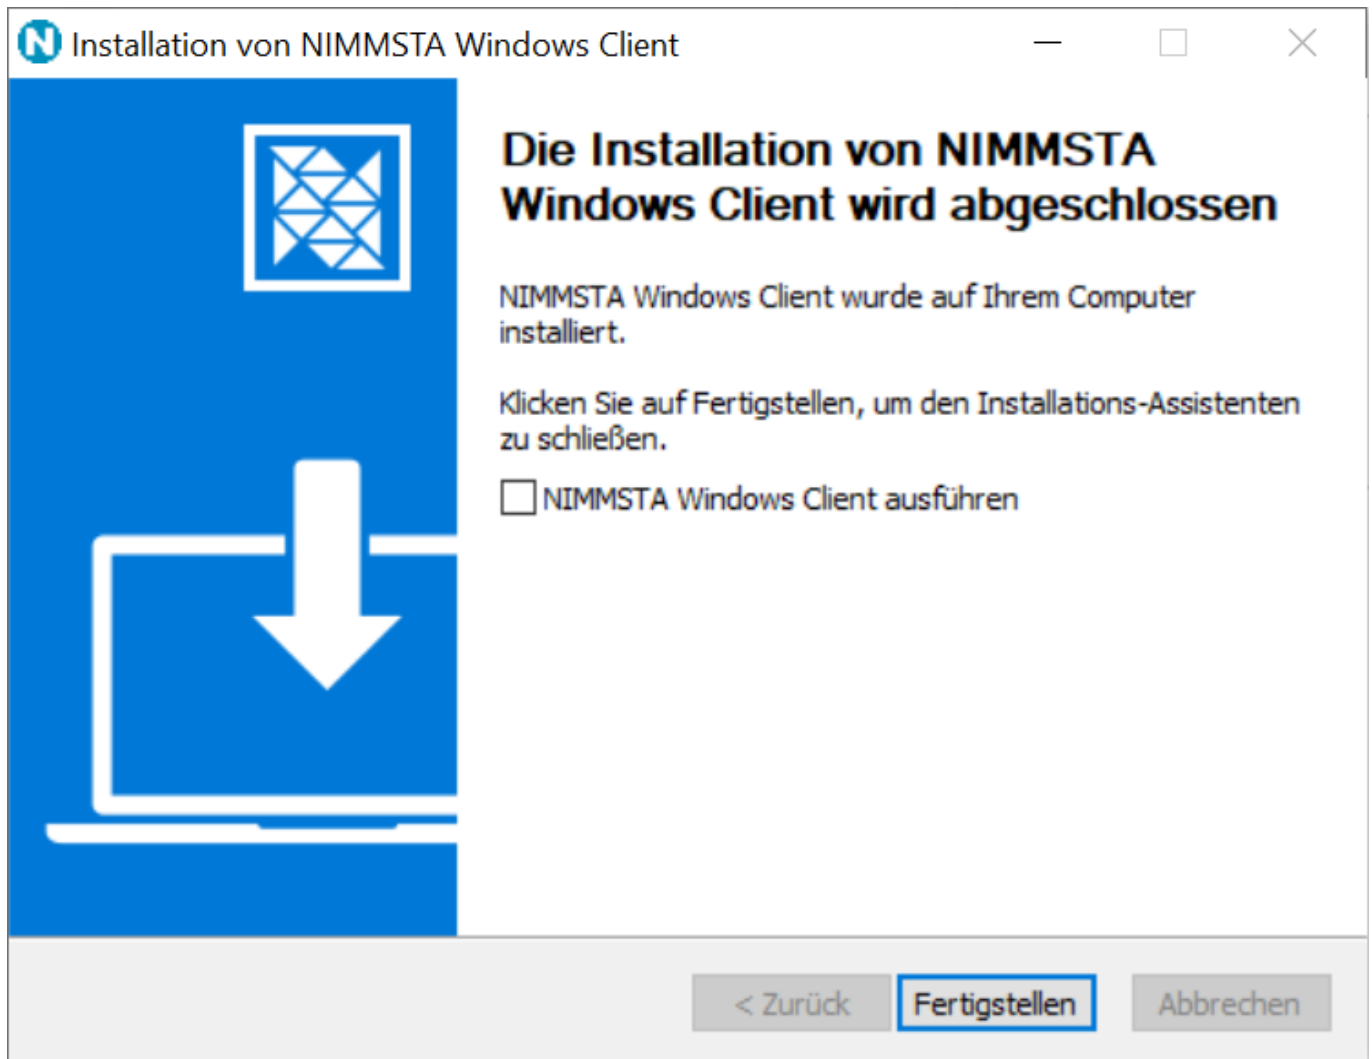 Installation von NIMMSTA Windows Client
Die Installation von NIMMSTA
Windows Client wird abgeschlossen
NIMMSTA Windows Client wurde auf Ihrem Computer
installiert.
Klicken Sie auf Fertigstellen, um den Installations-Assistenten
zu schließen.
NIMMSTA Windows Client ausführen
< Zurück
Fertigstellen
Abbrechen